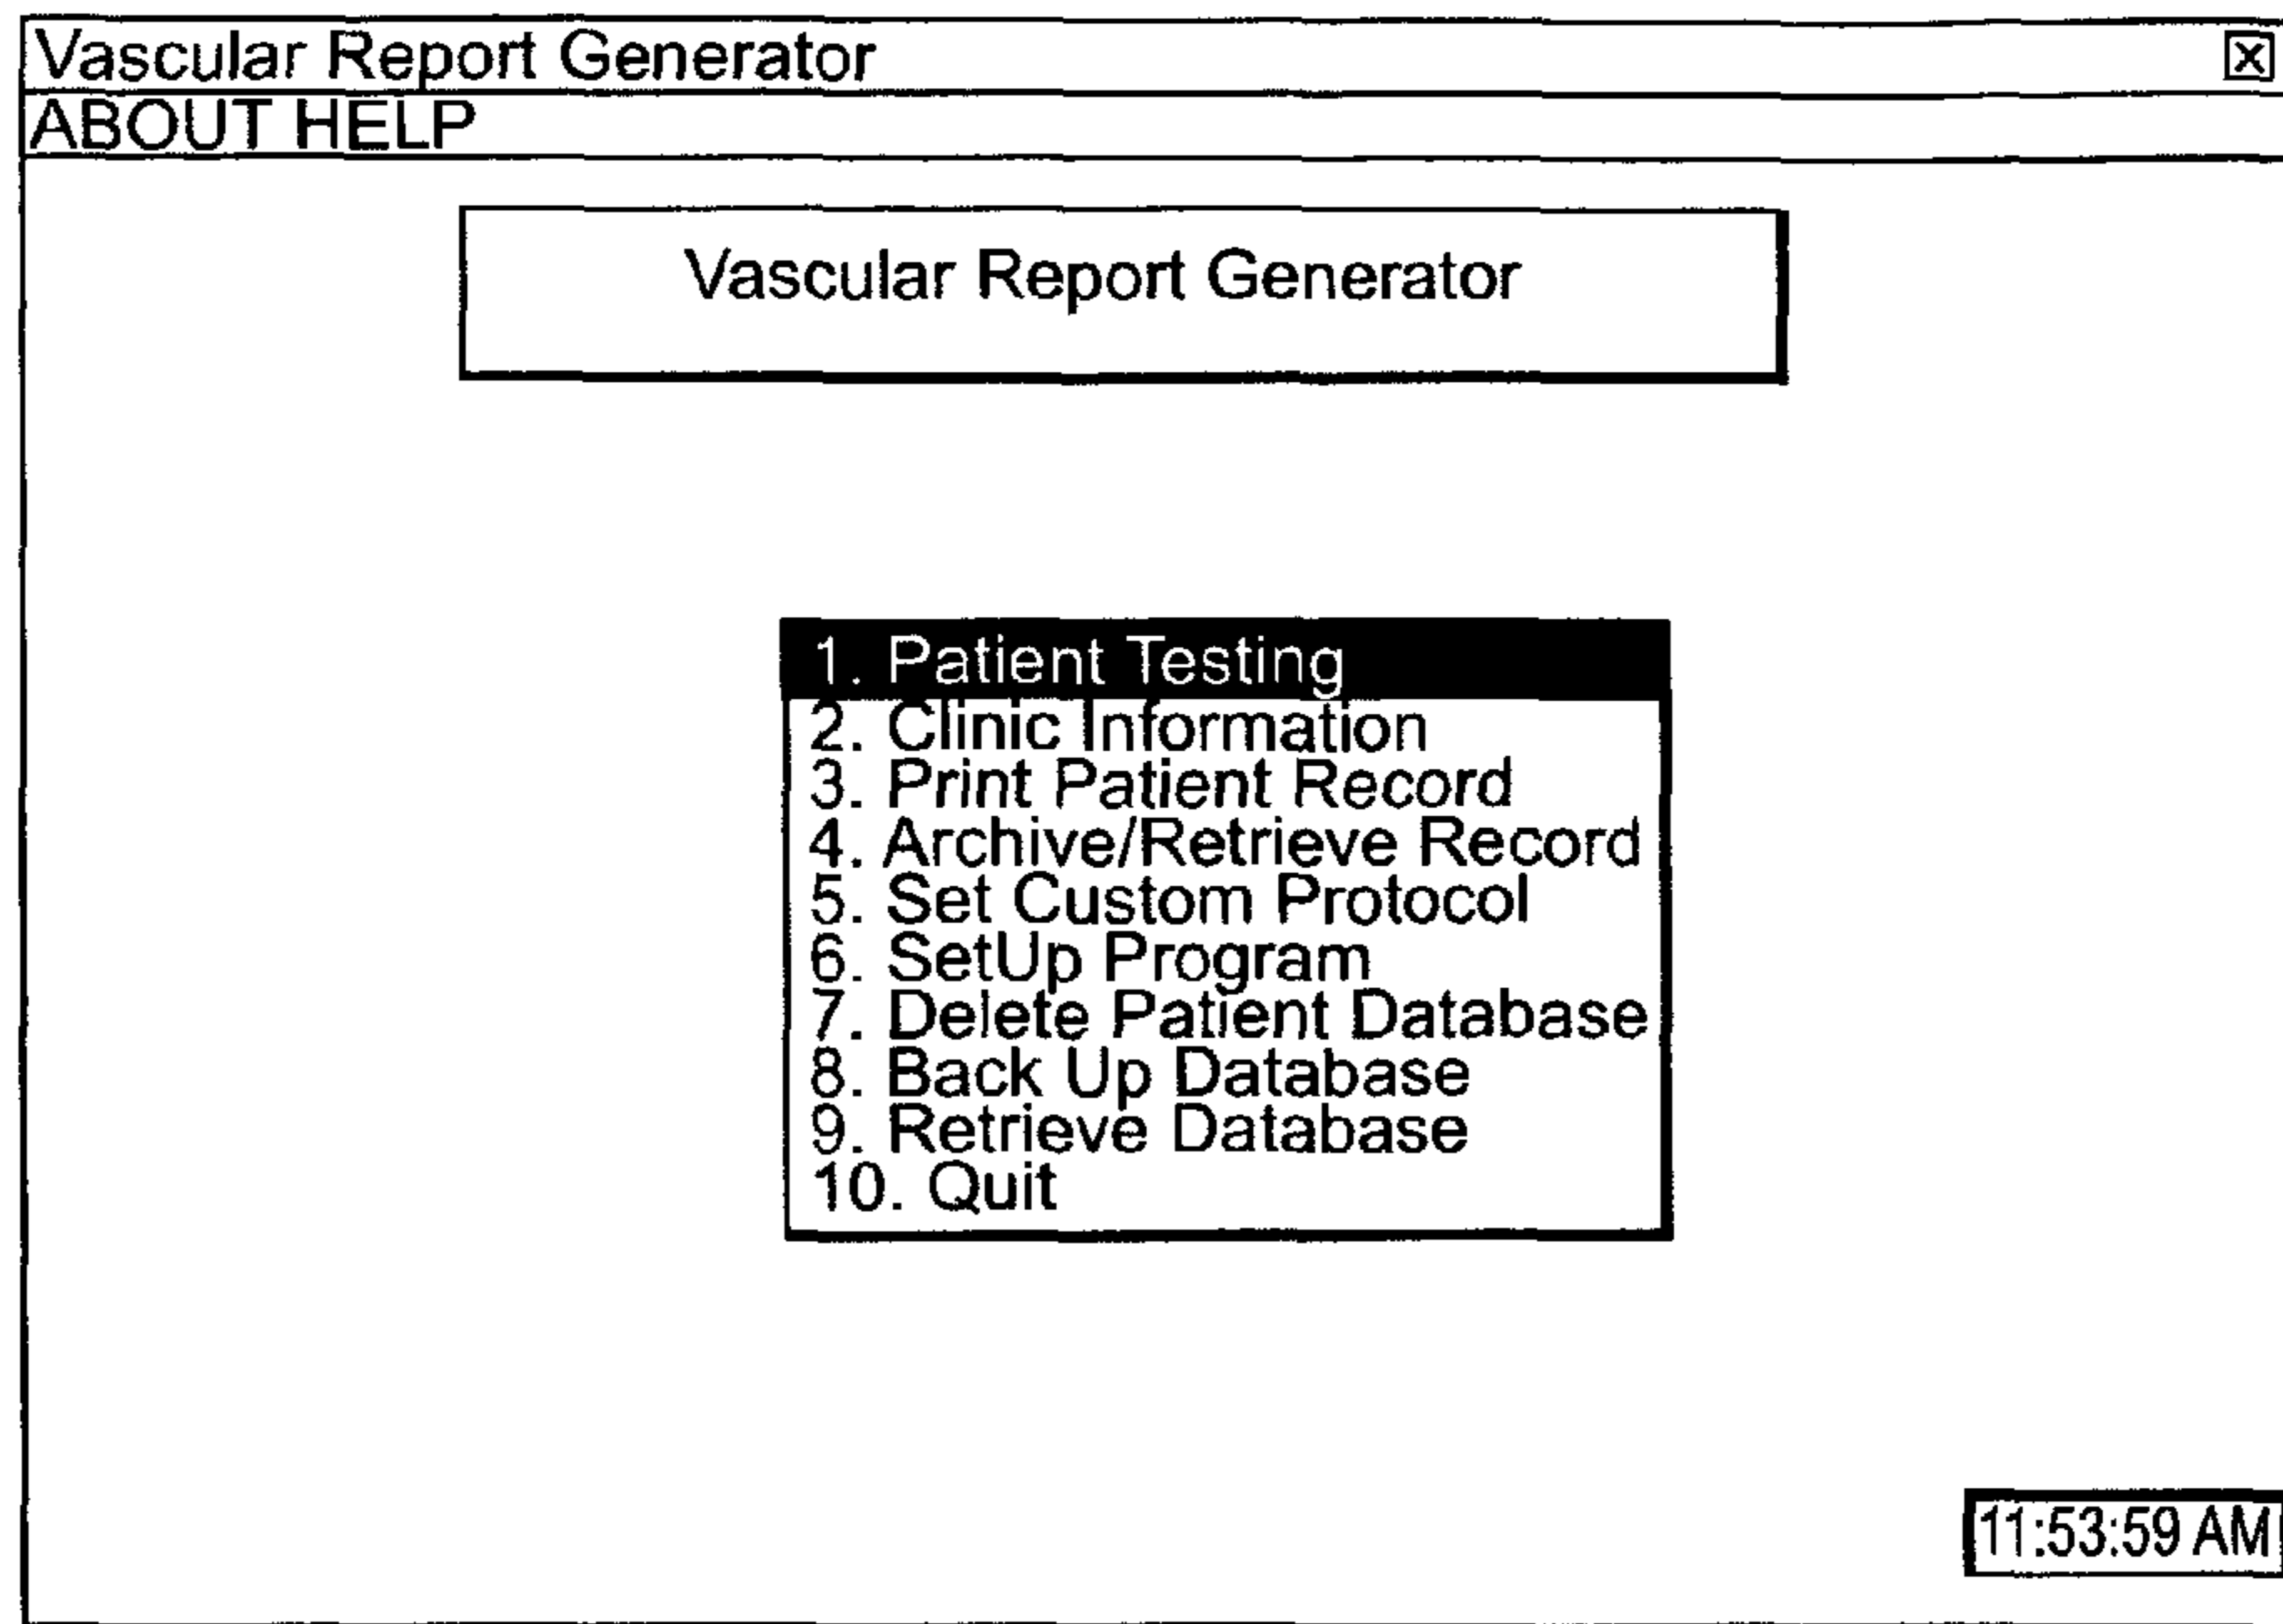 Vascular Report Generator
ABOUT HELP
Vascular Report Generator
1. Patient Testing
2. Clinic Information
3. Print Patient Record
4. Archive/Retrieve Record
5. Set Custom Protocol
6. SetUp Program
7. Delete Patient Database
8. Back Up Database
9. Retrieve Database
10. Quit
11:53:59 AM